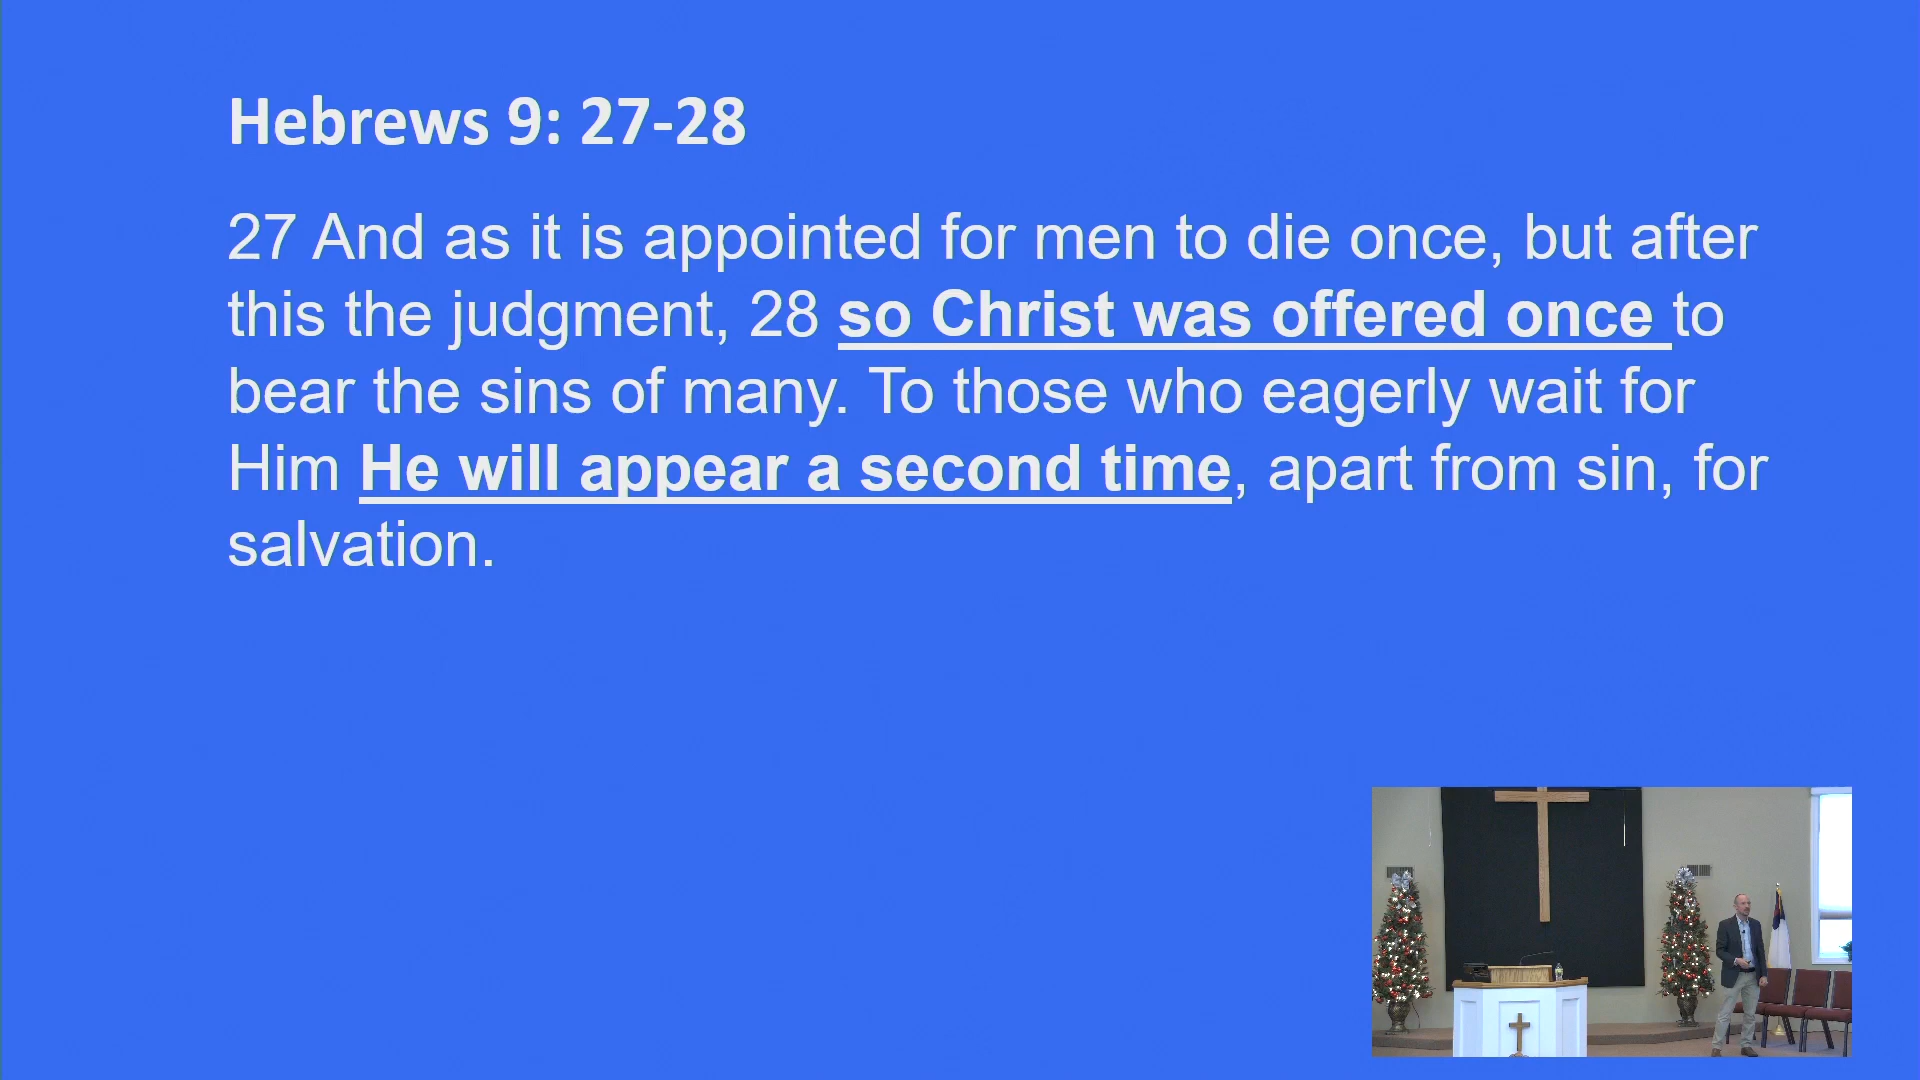 Hebrews 9: 27-28
27 And as it is appointed for men to die once, but after
this the judgment, 28 so Christ was offered once to
bear the sins of many. To those who eagerly wait for
Him He will appear a second time, apart from sin, for
salvation.